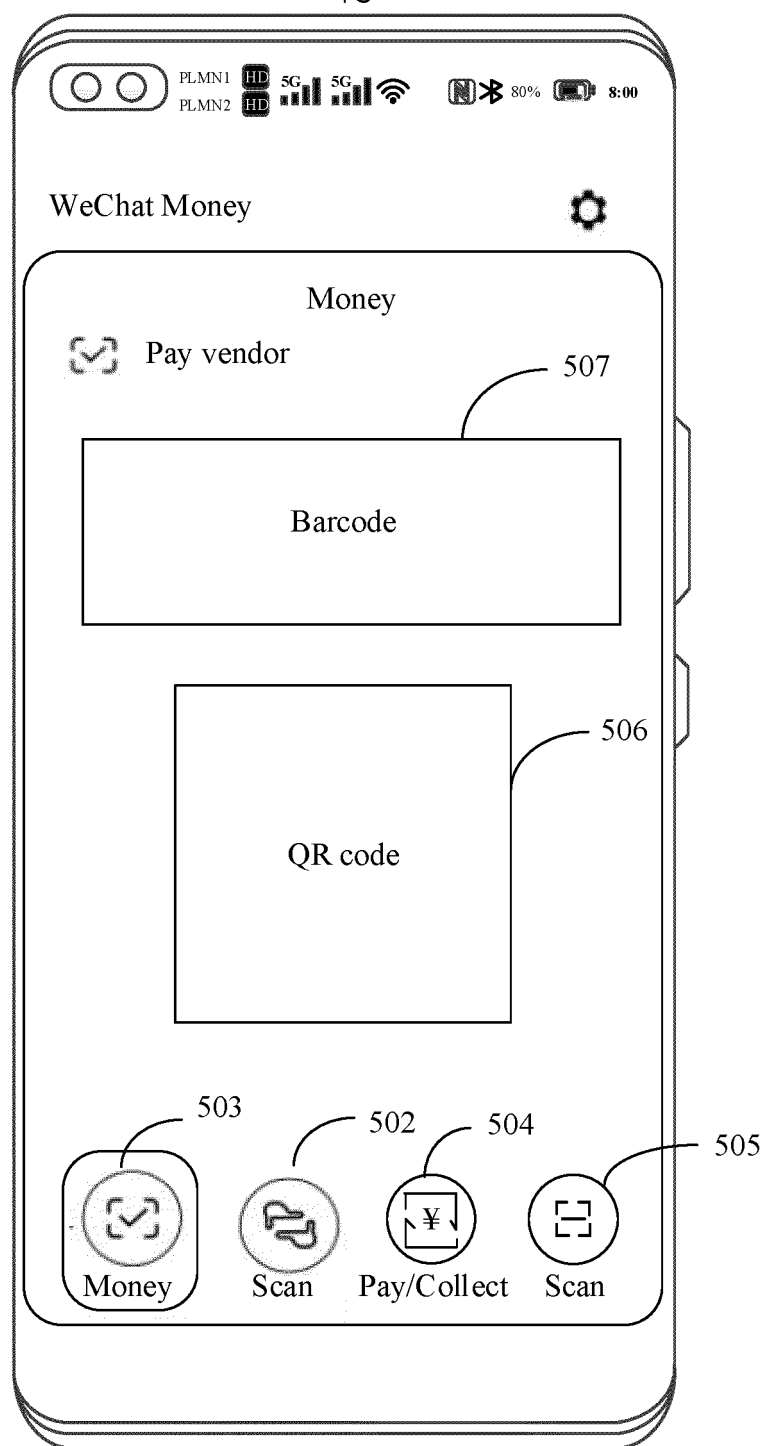 PLMN1 HD 5G 5G N 80% 8:00
PLMN2 HD
WeChat Money
Money
Pay vendor
507
Barcode
506
QR code
503
502
504
505
¥
Money Scan Pay/Collect Scan